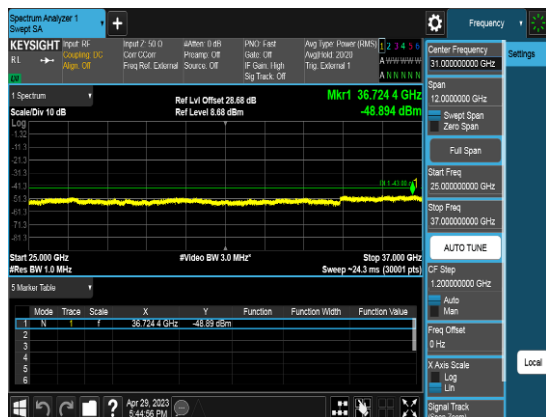 Spectrum Analyzer 1
Swept SA
+
Frequency
KEYSIGHT
RL
Input: RF
Coupling: DC
Align: Off
Input Z: 50 Ω
Corr CCorr
Freq Ref: External
#Atten: 0 dB
Preamp: Off
Source: Off
PNO: Fast
Gate: Off
IF Gain: High
Sig Track: Off
Avg Type: Power (RMS)
Avg|Hold: 20/20
Trig: External 1
1 2 3 4 5 6
A W W W W W
A N N N N N
1 Spectrum
Scale/Div 10 dB
Log
Ref Lvl Offset 28.68 dB
Ref Level 8.68 dBm
Mkr1 36.724 4 GHz
-48.894 dBm
-1.32
-11.3
-21.3
-31.3
-41.3
-51.3
-61.3
-71.3
-81.3
1
Start 25.000 GHz
#Res BW 1.0 MHz
#Video BW 3.0 MHz*
Stop 37.000 GHz
Sweep ~24.3 ms (30001 pts)
5 Marker Table
Mode Trace Scale X Y Function Function Width Function Value
1 N 1 f 36.724 4 GHz -48.89 dBm
2
3
4
5
6
Center Frequency
31.000000000 GHz
Settings
Span
12.0000000 GHz
Swept Span
Zero Span
Full Span
Start Freq
25.000000000 GHz
Stop Freq
37.000000000 GHz
AUTO TUNE
CF Step
1.200000000 GHz
Auto
Man
Freq Offset
0 Hz
X Axis Scale
Log
Lin
Local
Signal Track
(Span Zoom)
?
Apr 29, 2023
5:44:56 PM